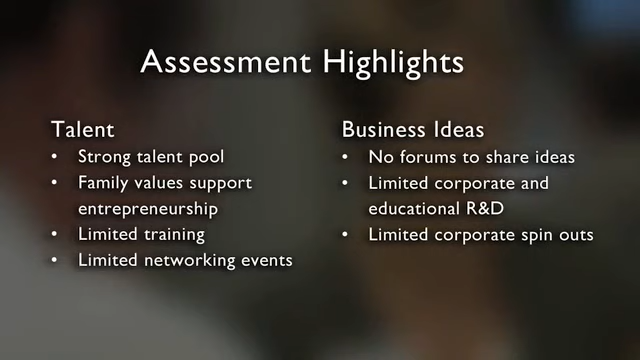 Assessment Highlights
Talent
• Strong talent pool
• Family values support
entrepreneurship
• Limited training
• Limited networking events
Business Ideas
• No forums to share ideas
• Limited corporate and
educational R&D
• Limited corporate spin outs